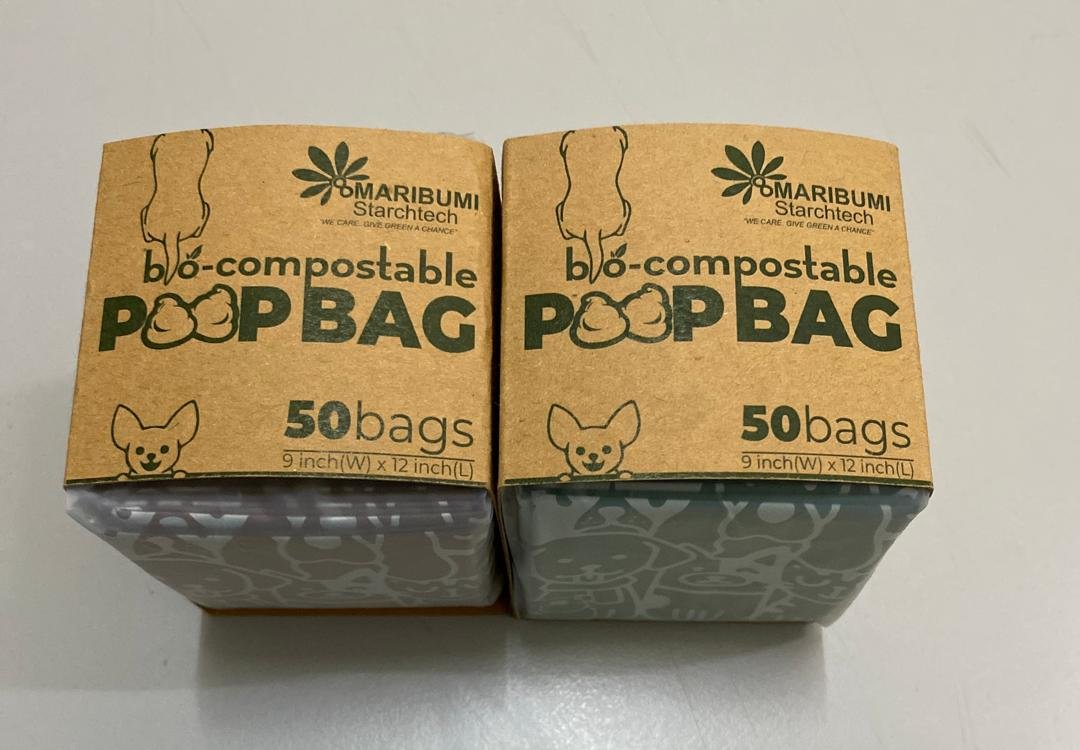 MARIBUMI
Starchtech
"WE CARE. GIVE GREEN A CHANCE"
bio-compostable
POOP BAG
50bags
9 inch(W) x 12 inch(L)
MARIBUMI
Starchtech
"WE CARE. GIVE GREEN A CHANCE"
bio-compostable
POOP BAG
50bags
9 inch(W) x 12 inch(L)